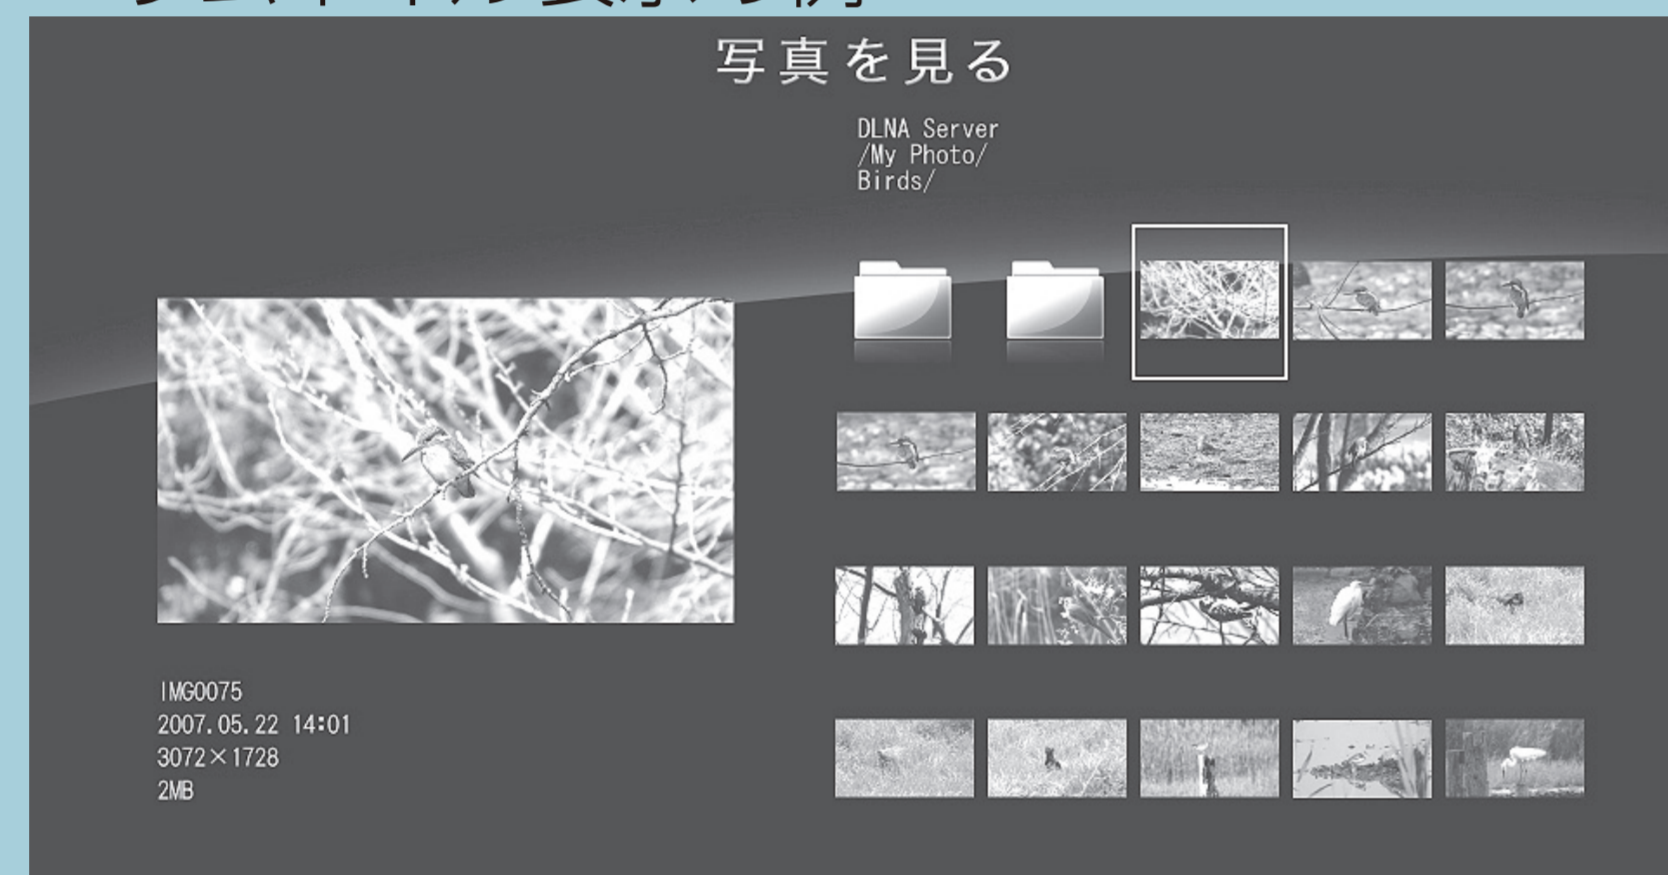 写真を見る
DLNA Server
/My Photo/
Birds/
IMG0075
2007.05.22 14:01
3072×1728
2MB